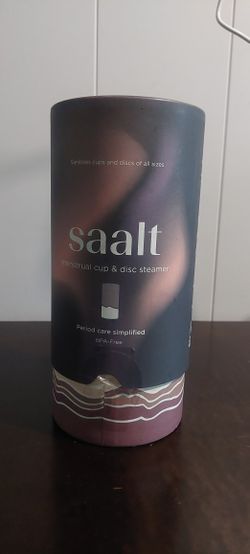 Sanitizes cups and discs of all sizes
saalt
menstrual cup & disc steamer
Period care simplified
BPA-Free